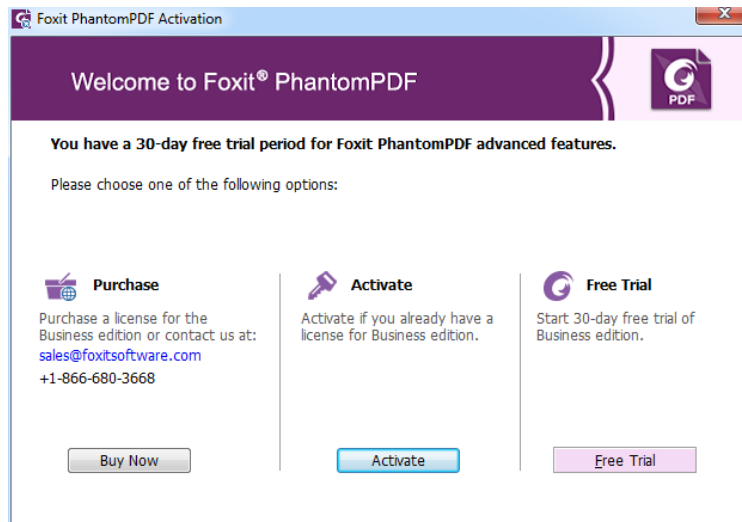 Foxit PhantomPDF Activation
Welcome to Foxit® PhantomPDF
PDF
You have a 30-day free trial period for Foxit PhantomPDF advanced features.
Please choose one of the following options:
Purchase
Purchase a license for the
Business edition or contact us at:
sales@foxitsoftware.com
+1-866-680-3668
Buy Now
Activate
Activate if you already have a
license for Business edition.
Activate
Free Trial
Start 30-day free trial of
Business edition.
Free Trial